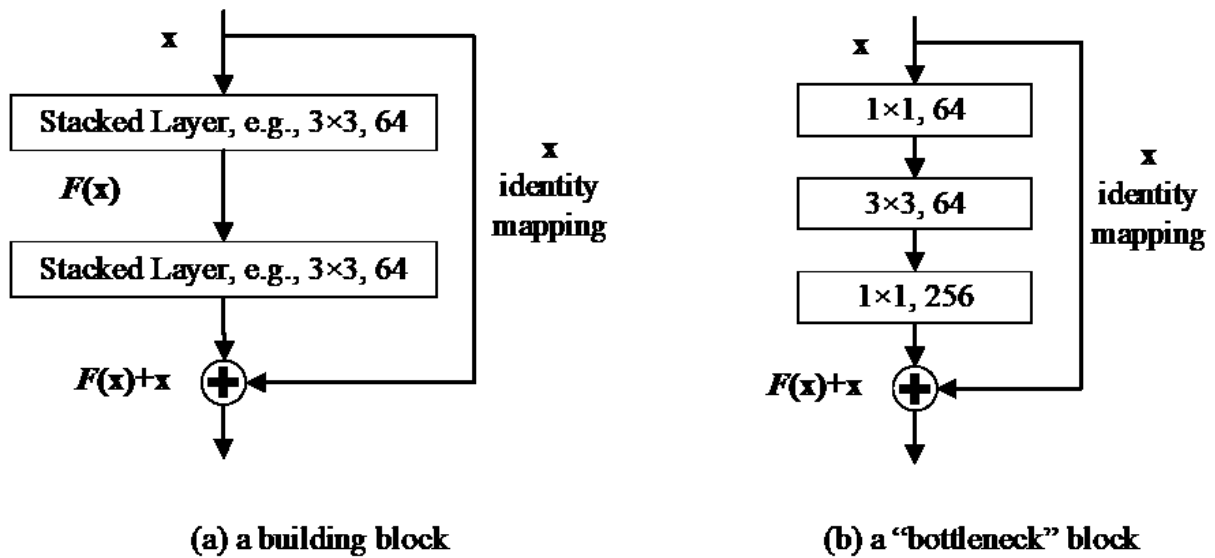 x
Stacked Layer, e.g., 3×3, 64
F(x)
Stacked Layer, e.g., 3×3, 64
F(x)+x
x
identity
mapping
(a) a building block
x
1×1, 64
3×3, 64
1×1, 256
F(x)+x
x
identity
mapping
(b) a “bottleneck” block